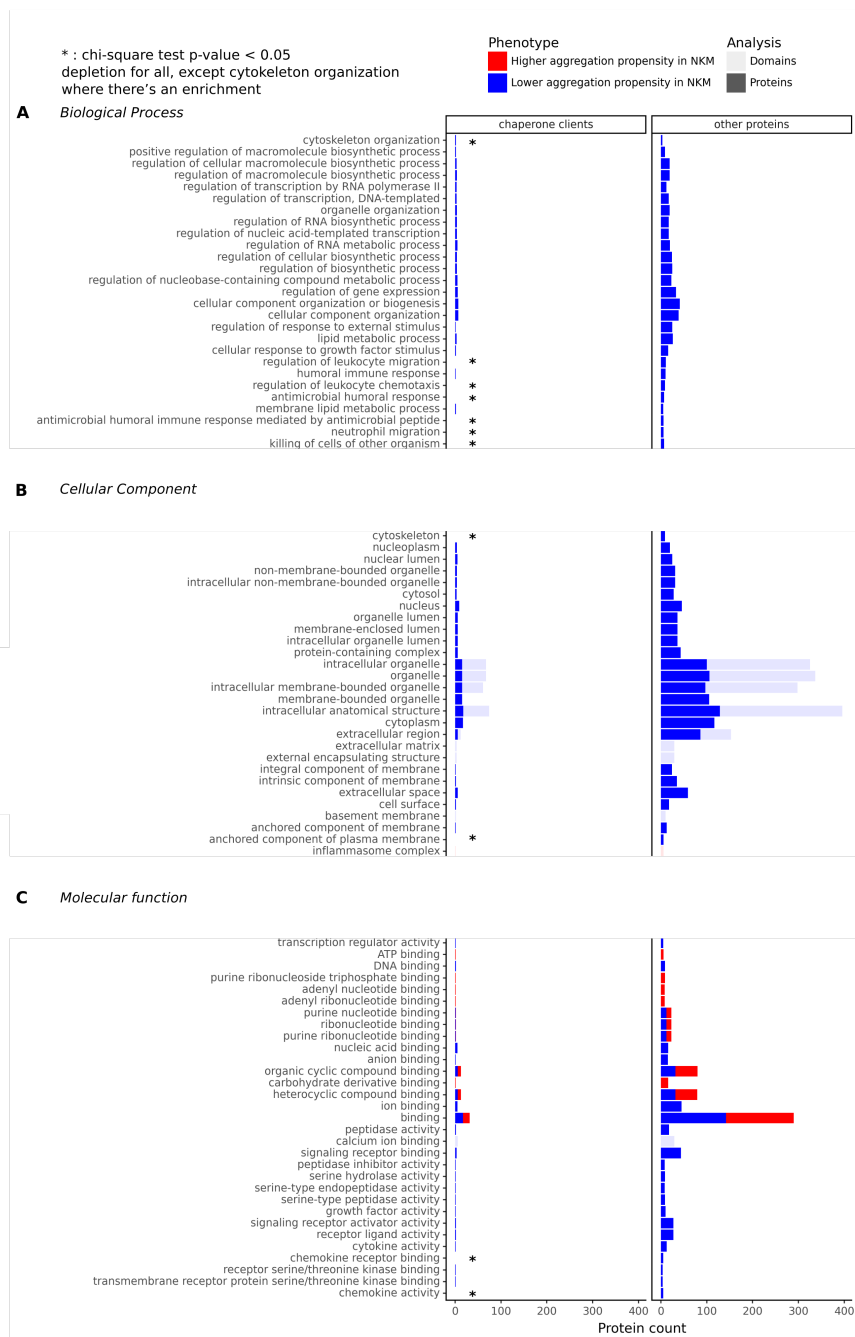 * : chi-square test p-value < 0.05
depletion for all, except cytokeleton organization
where there's an enrichment
Phenotype
Higher aggregation propensity in NKM
Lower aggregation propensity in NKM
Analysis
Domains
Proteins
A Biological Process
chaperone clients other proteins
cytoskeleton organization *
positive regulation of macromolecule biosynthetic process
regulation of cellular macromolecule biosynthetic process
regulation of macromolecule biosynthetic process
regulation of transcription by RNA polymerase II
regulation of transcription, DNA-templated
organelle organization
regulation of RNA biosynthetic process
regulation of nucleic acid-templated transcription
regulation of RNA metabolic process
regulation of cellular biosynthetic process
regulation of biosynthetic process
regulation of nucleobase-containing compound metabolic process
regulation of gene expression
cellular component organization or biogenesis
cellular component organization
regulation of response to external stimulus
lipid metabolic process
cellular response to growth factor stimulus
regulation of leukocyte migration *
humoral immune response
regulation of leukocyte chemotaxis *
antimicrobial humoral response *
membrane lipid metabolic process
antimicrobial humoral immune response mediated by antimicrobial peptide *
neutrophil migration *
killing of cells of other organism *
B Cellular Component
cytoskeleton *
nucleoplasm
nuclear lumen
non-membrane-bounded organelle
intracellular non-membrane-bounded organelle
cytosol
nucleus
organelle lumen
membrane-enclosed lumen
intracellular organelle lumen
protein-containing complex
intracellular organelle
organelle
intracellular membrane-bounded organelle
membrane-bounded organelle
intracellular anatomical structure
cytoplasm
extracellular region
extracellular matrix
external encapsulating structure
integral component of membrane
intrinsic component of membrane
extracellular space
cell surface
basement membrane
anchored component of membrane
anchored component of plasma membrane *
inflammasome complex
C Molecular function
transcription regulator activity
ATP binding
DNA binding
purine ribonucleoside triphosphate binding
adenyl nucleotide binding
adenyl ribonucleotide binding
purine nucleotide binding
ribonucleotide binding
purine ribonucleotide binding
nucleic acid binding
anion binding
organic cyclic compound binding
carbohydrate derivative binding
heterocyclic compound binding
ion binding
binding
peptidase activity
calcium ion binding
signaling receptor binding
peptidase inhibitor activity
serine hydrolase activity
serine-type endopeptidase activity
serine-type peptidase activity
growth factor activity
signaling receptor activator activity
receptor ligand activity
cytokine activity
chemokine receptor binding *
receptor serine/threonine kinase binding
transmembrane receptor protein serine/threonine kinase binding
chemokine activity *
0 100 200 300 400 0 100 200 300 400
Protein count